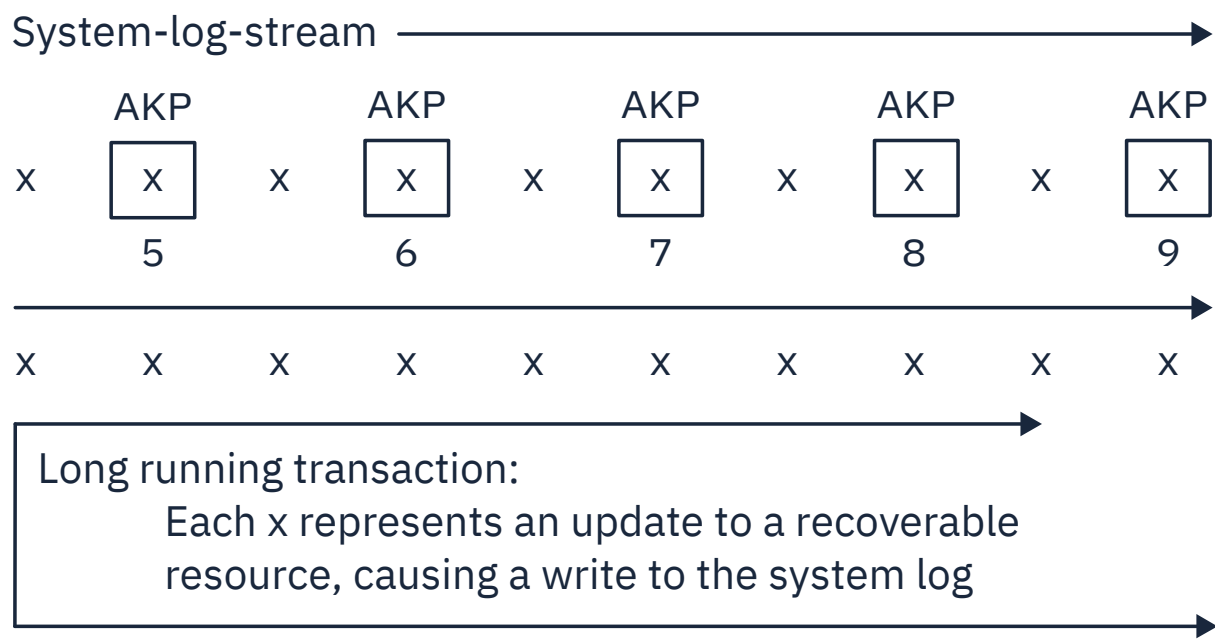 System-log-stream
AKP AKP AKP AKP AKP
x x x x x x x x x x
5 6 7 8 9
x x x x x x x x x x
Long running transaction:
Each x represents an update to a recoverable
resource, causing a write to the system log